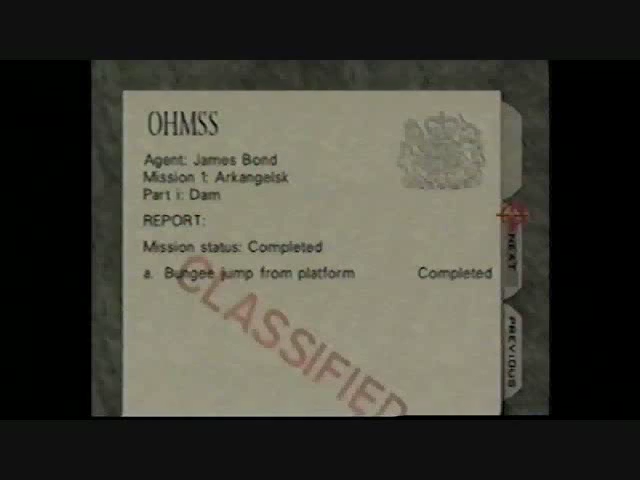 OHMSS
Agent: James Bond
Mission 1: Arkangelsk
Part i: Dam
REPORT:
Mission status: Completed
a. Bungee jump from platform Completed
CLASSIFIED
NEXT
PREVIOUS